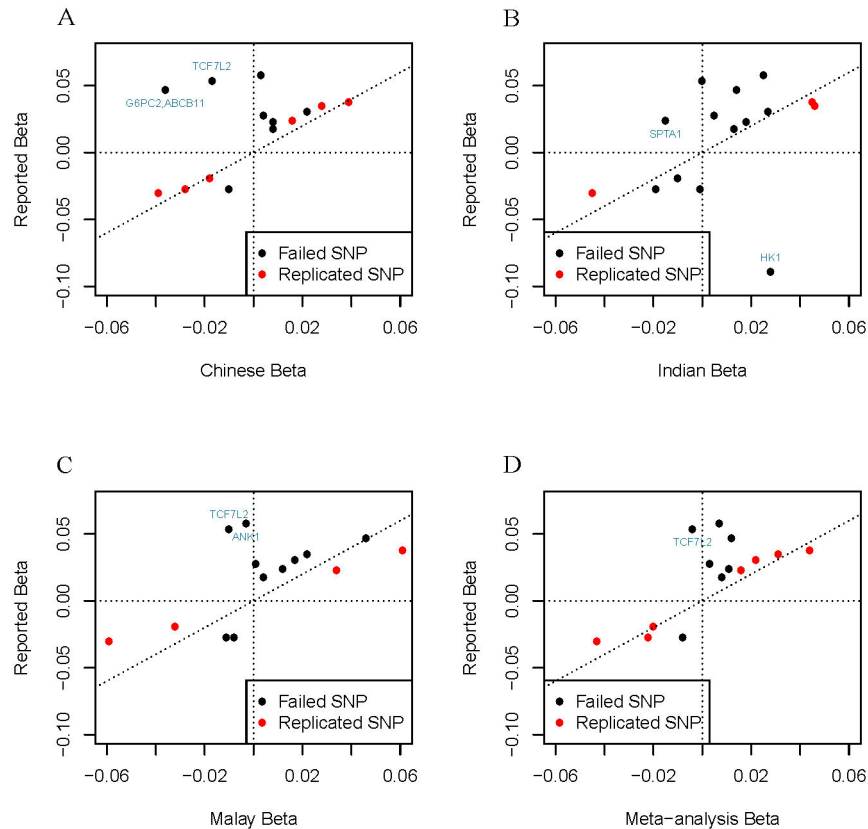 A
B
Reported Beta
0.05
0.00
−0.05
−0.10
TCF7L2
G6PC2,ABCB11
Failed SNP
Replicated SNP
−0.06
−0.02
0.02
0.06
Chinese Beta
Reported Beta
0.05
0.00
−0.05
−0.10
SPTA1
HK1
Failed SNP
Replicated SNP
−0.06
−0.02
0.02
0.06
Indian Beta
C
D
Reported Beta
0.05
0.00
−0.05
−0.10
TCF7L2
ANK1
Failed SNP
Replicated SNP
−0.06
−0.02
0.02
0.06
Malay Beta
Reported Beta
0.05
0.00
−0.05
−0.10
TCF7L2
Failed SNP
Replicated SNP
−0.06
−0.02
0.02
0.06
Meta−analysis Beta